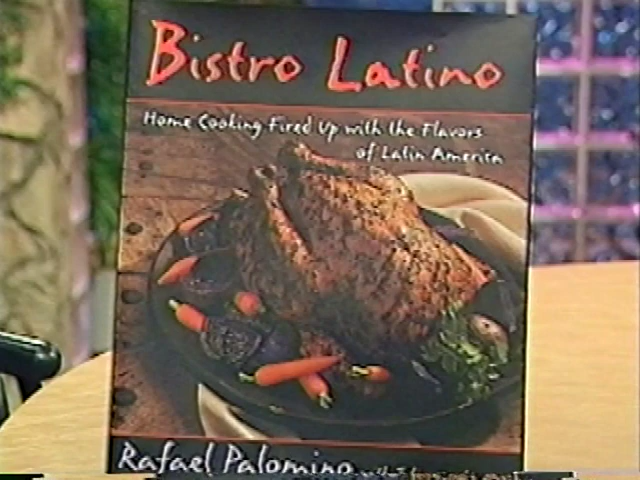 Bistro Latino
Home Cooking Fired Up with the Flavors
of Latin America
Rafael Palomino